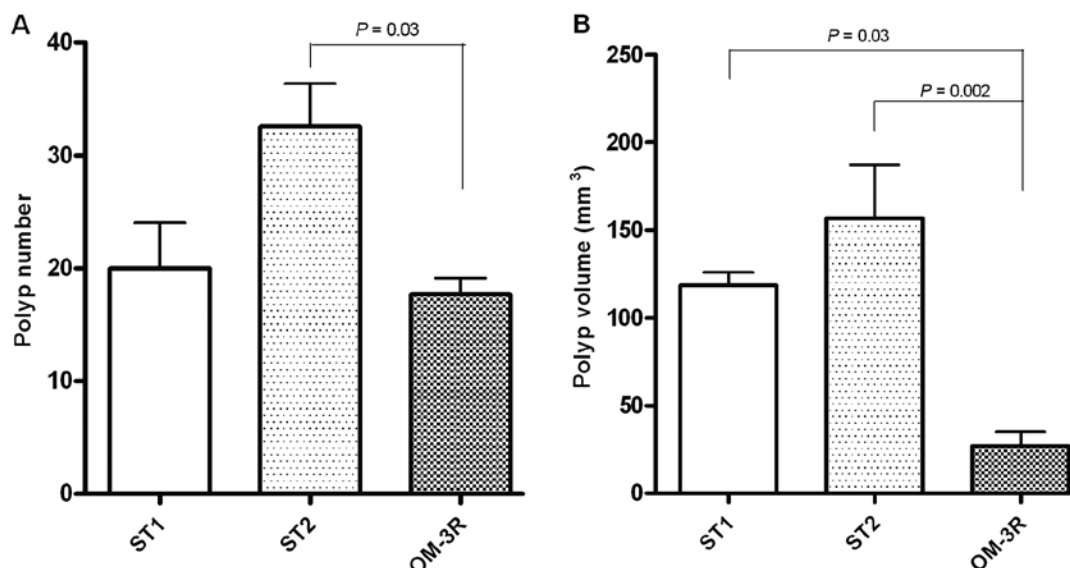 A
P = 0.03
Polyp number
40
30
20
10
0
ST1
ST2
OM-3R
B
P = 0.03
P = 0.002
Polyp volume (mm³)
250
200
150
100
50
0
ST1
ST2
OM-3R